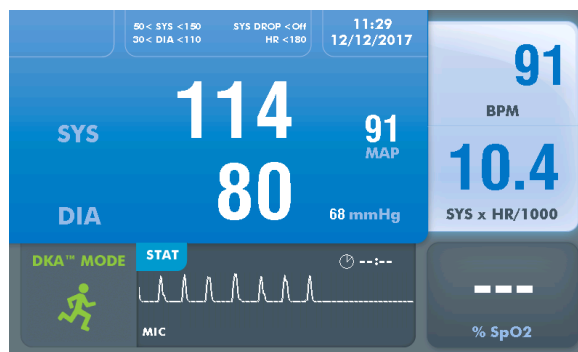 50< SYS <150 SYS DROP <Off
30< DIA <110 HR <180
11:29
12/12/2017
SYS
114
91
MAP
DIA
80
68 mmHg
91
BPM
10.4
SYS x HR/1000
DKA™ MODE
STAT
--:--
MIC
---
% SpO2